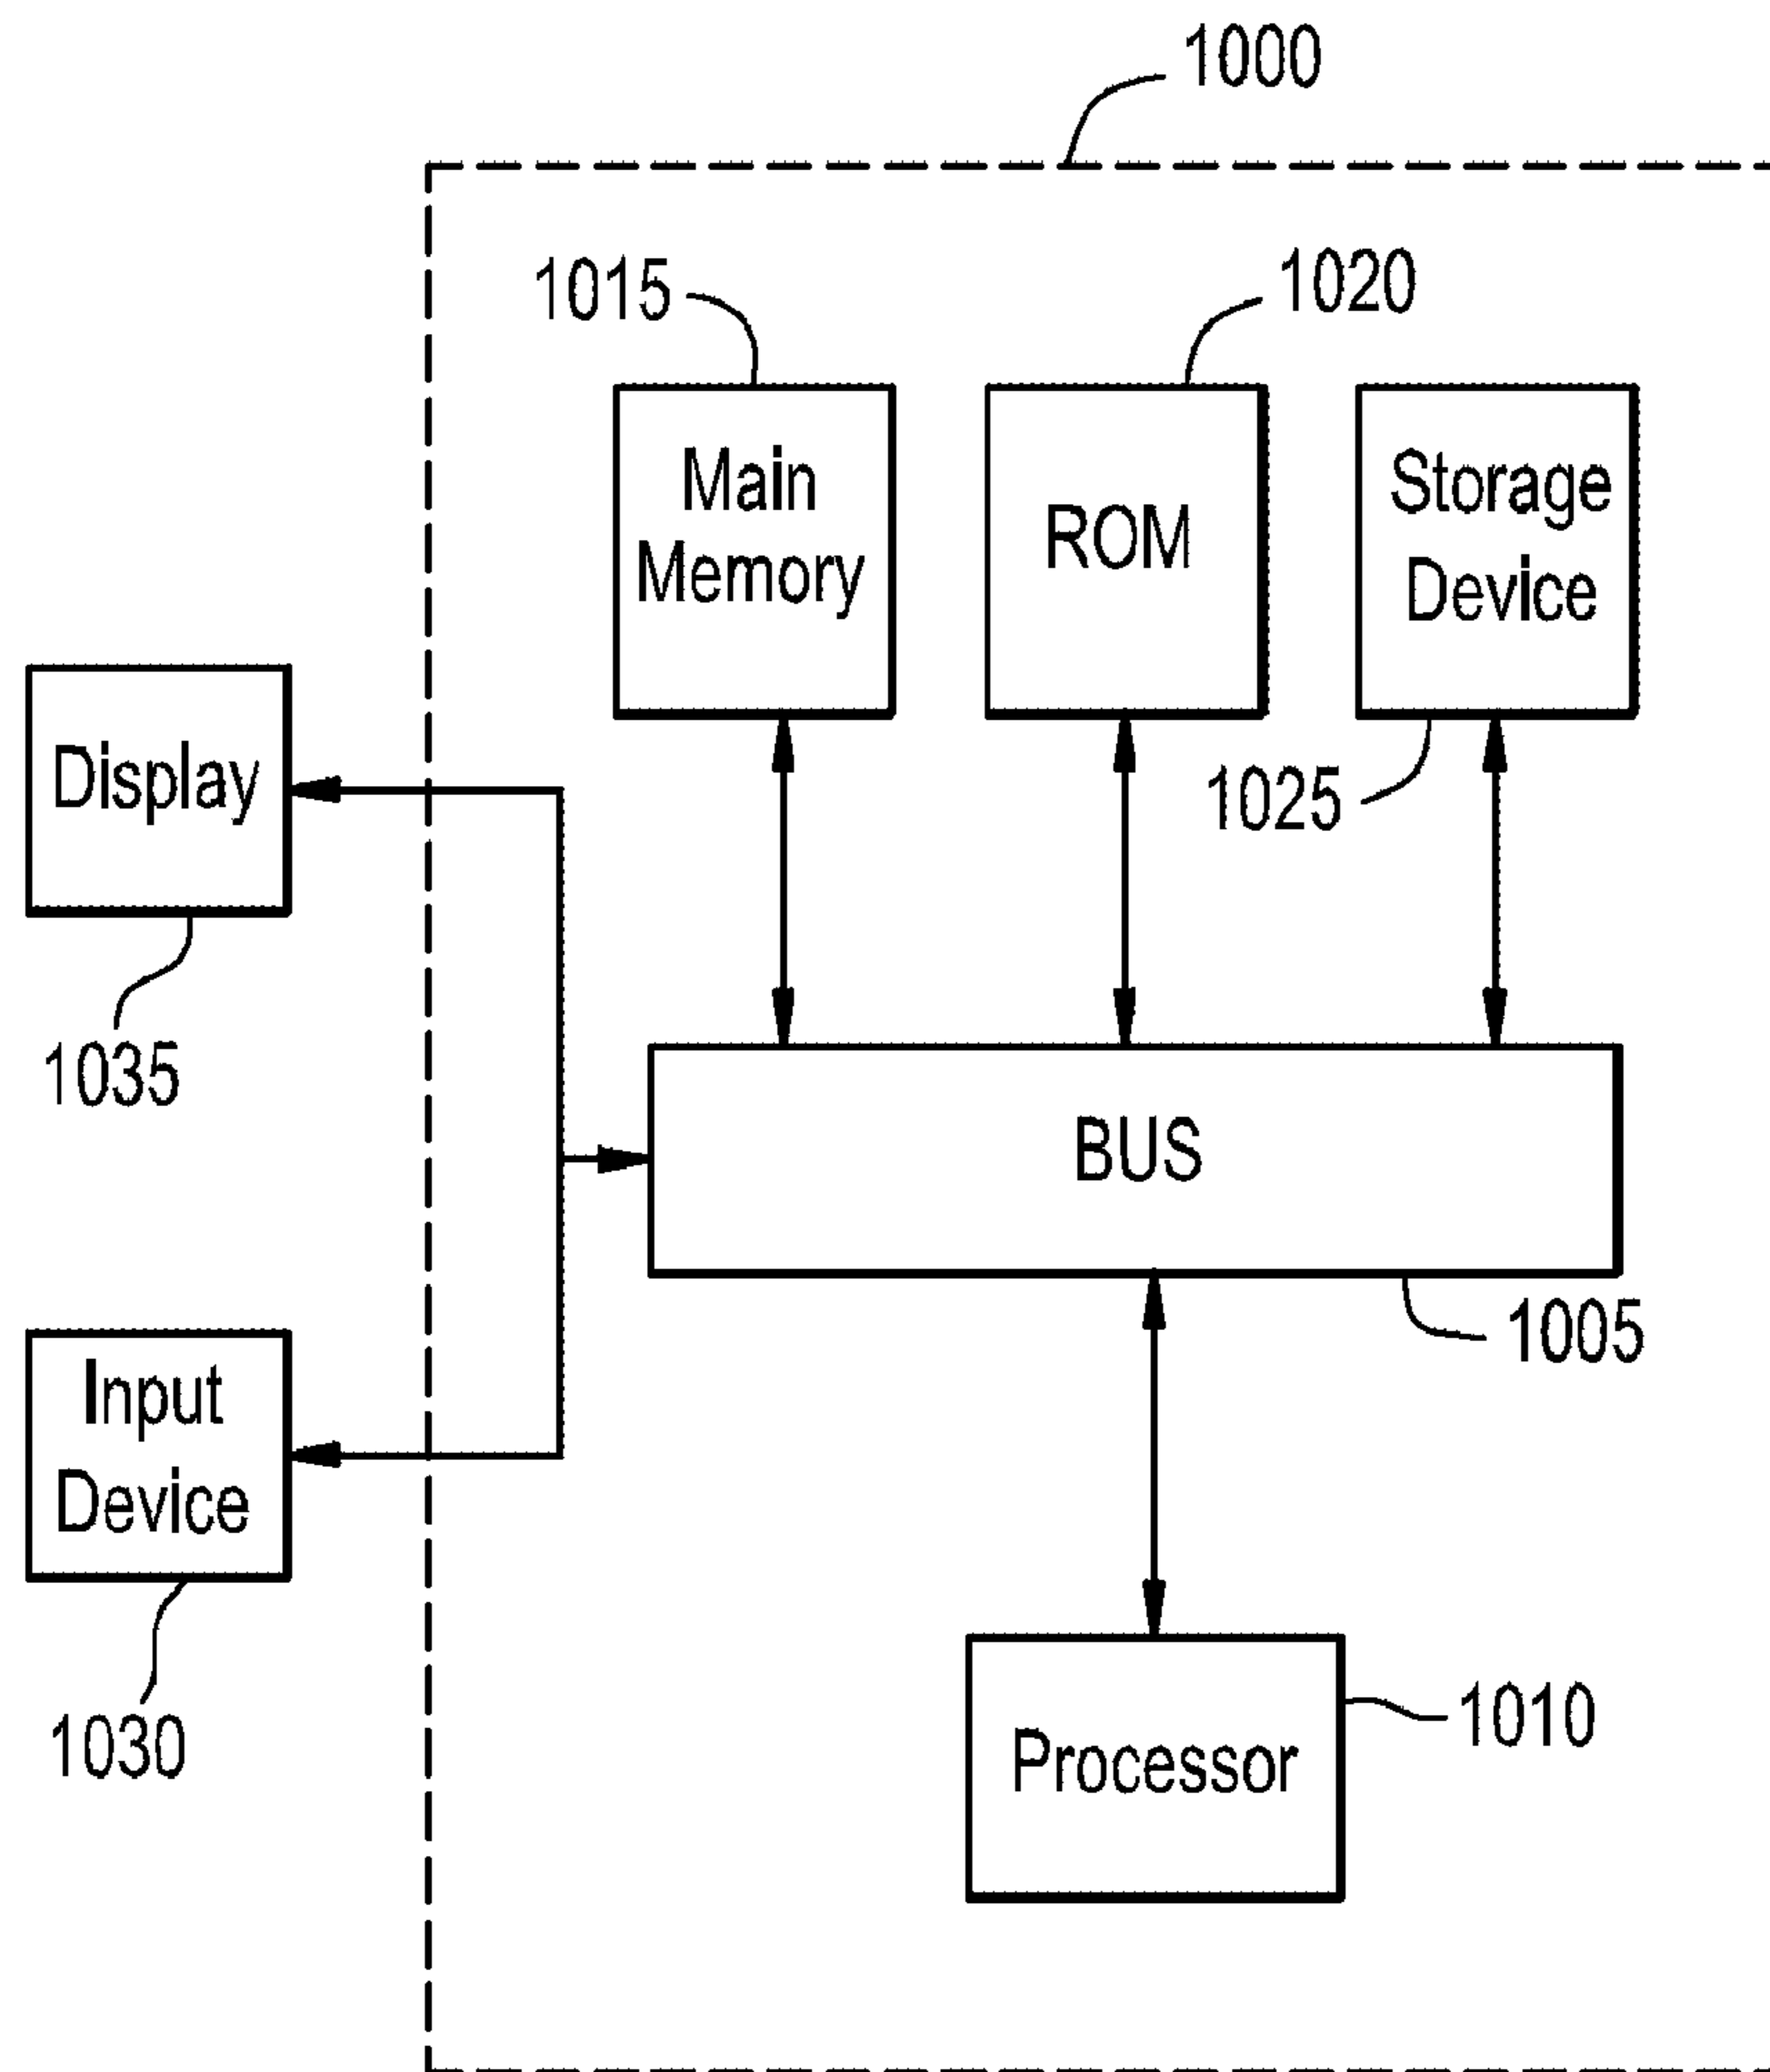 1000
1015
1020
Main
Memory
ROM
Storage
Device
Display
1025
1035
BUS
1005
Input
Device
1030
1010
Processor